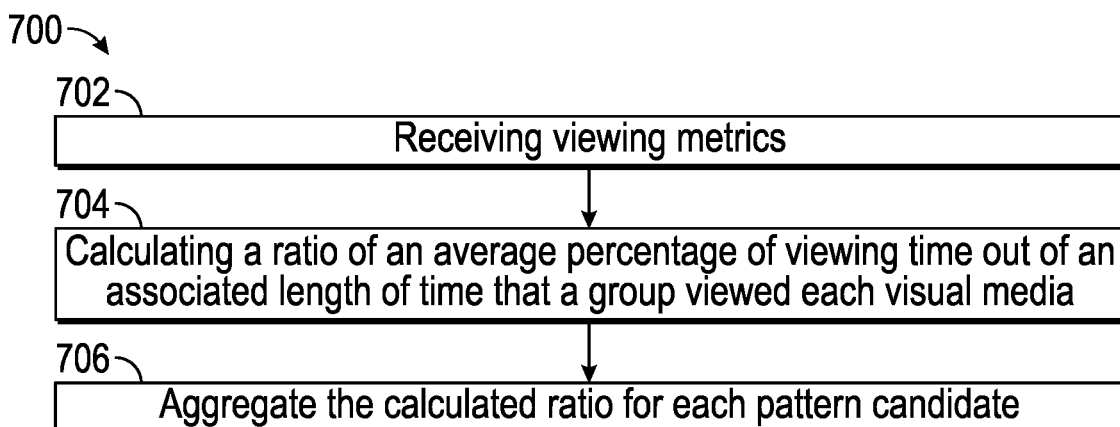 700
702
Receiving viewing metrics
704
Calculating a ratio of an average percentage of viewing time out of an
associated length of time that a group viewed each visual media
706
Aggregate the calculated ratio for each pattern candidate